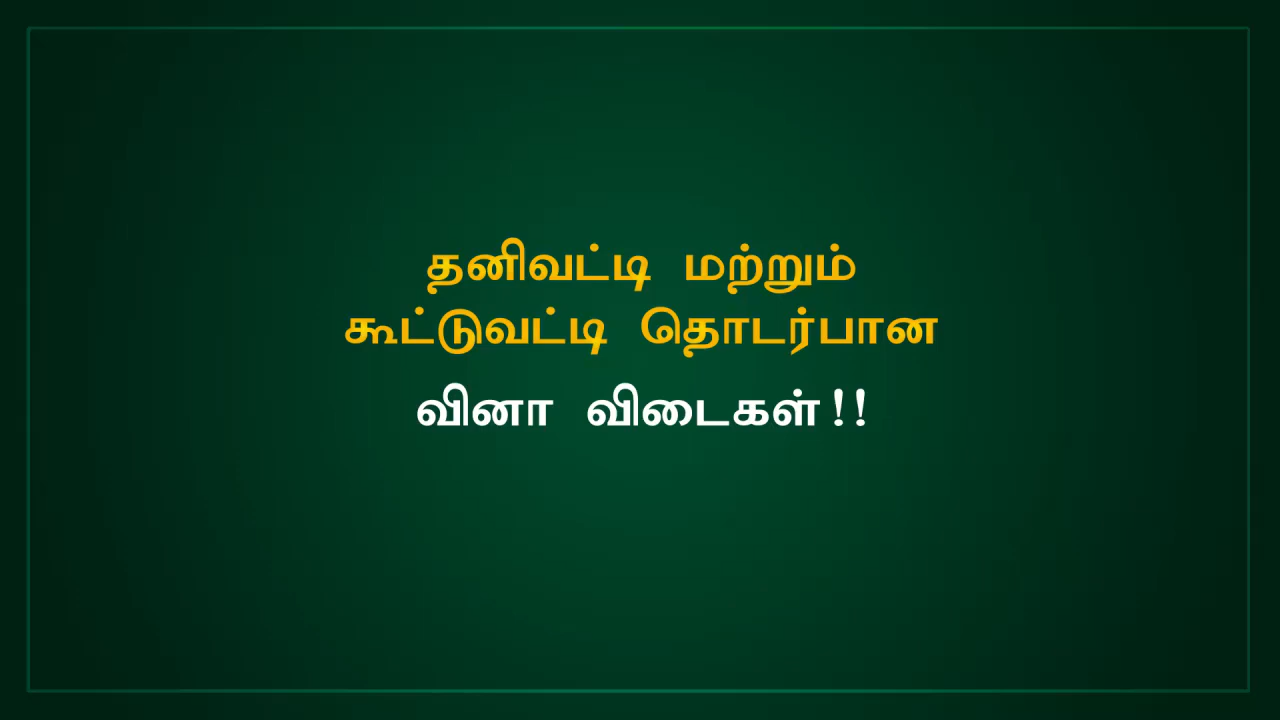 தனிவட்டி மற்றும்
கூட்டுவட்டி தொடர்பான
வினா விடைகள்!!